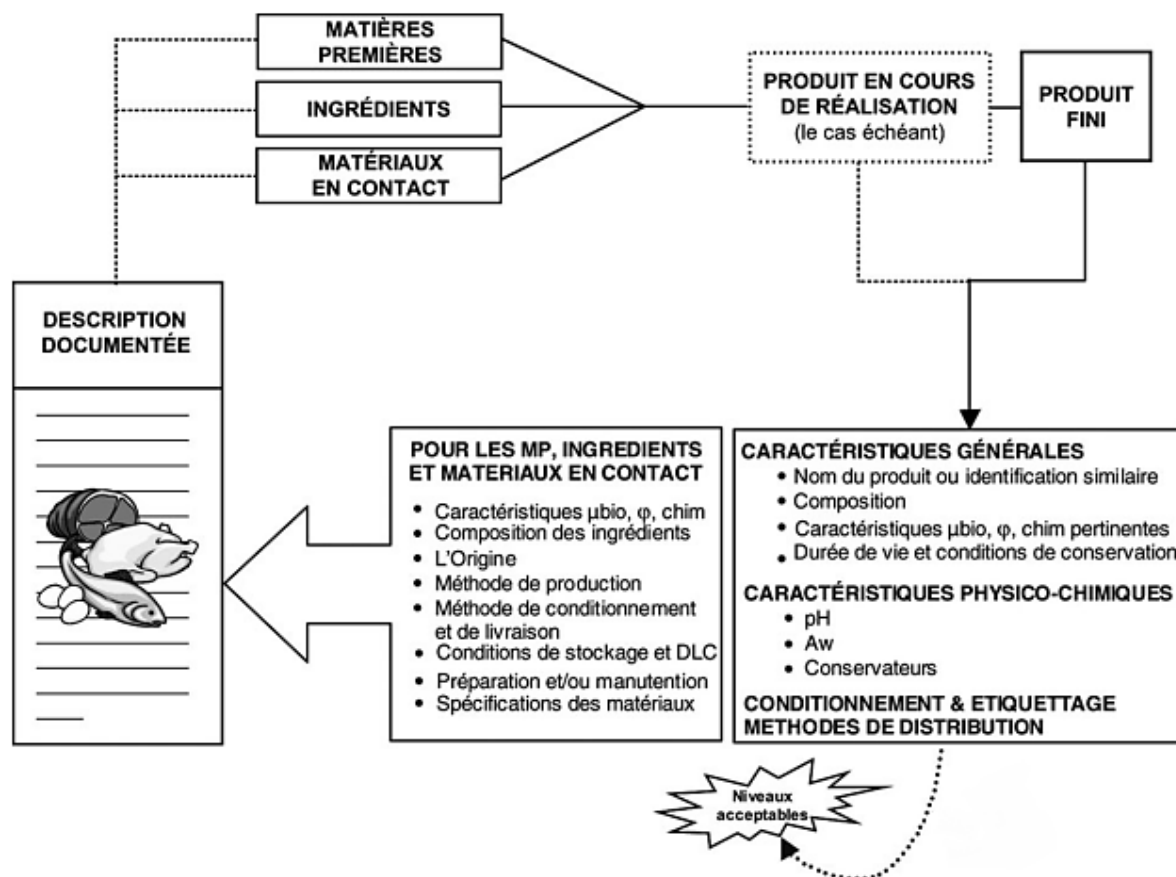 MATIÈRES
PREMIÈRES
INGRÉDIENTS
MATÉRIAUX
EN CONTACT
PRODUIT EN COURS
DE RÉALISATION
(le cas échéant)
PRODUIT
FINI
DESCRIPTION
DOCUMENTÉE
POUR LES MP, INGREDIENTS
ET MATERIAUX EN CONTACT
• Caractéristiques µbio, φ, chim
• Composition des ingrédients
• L'Origine
• Méthode de production
• Méthode de conditionnement
et de livraison
• Conditions de stockage et DLC
• Préparation et/ou manutention
• Spécifications des matériaux
CARACTÉRISTIQUES GÉNÉRALES
• Nom du produit ou identification similaire
• Composition
• Caractéristiques µbio, φ, chim pertinentes
• Durée de vie et conditions de conservation
CARACTÉRISTIQUES PHYSICO-CHIMIQUES
• pH
• Aw
• Conservateurs
CONDITIONNEMENT & ETIQUETTAGE
METHODES DE DISTRIBUTION
Niveaux
acceptables